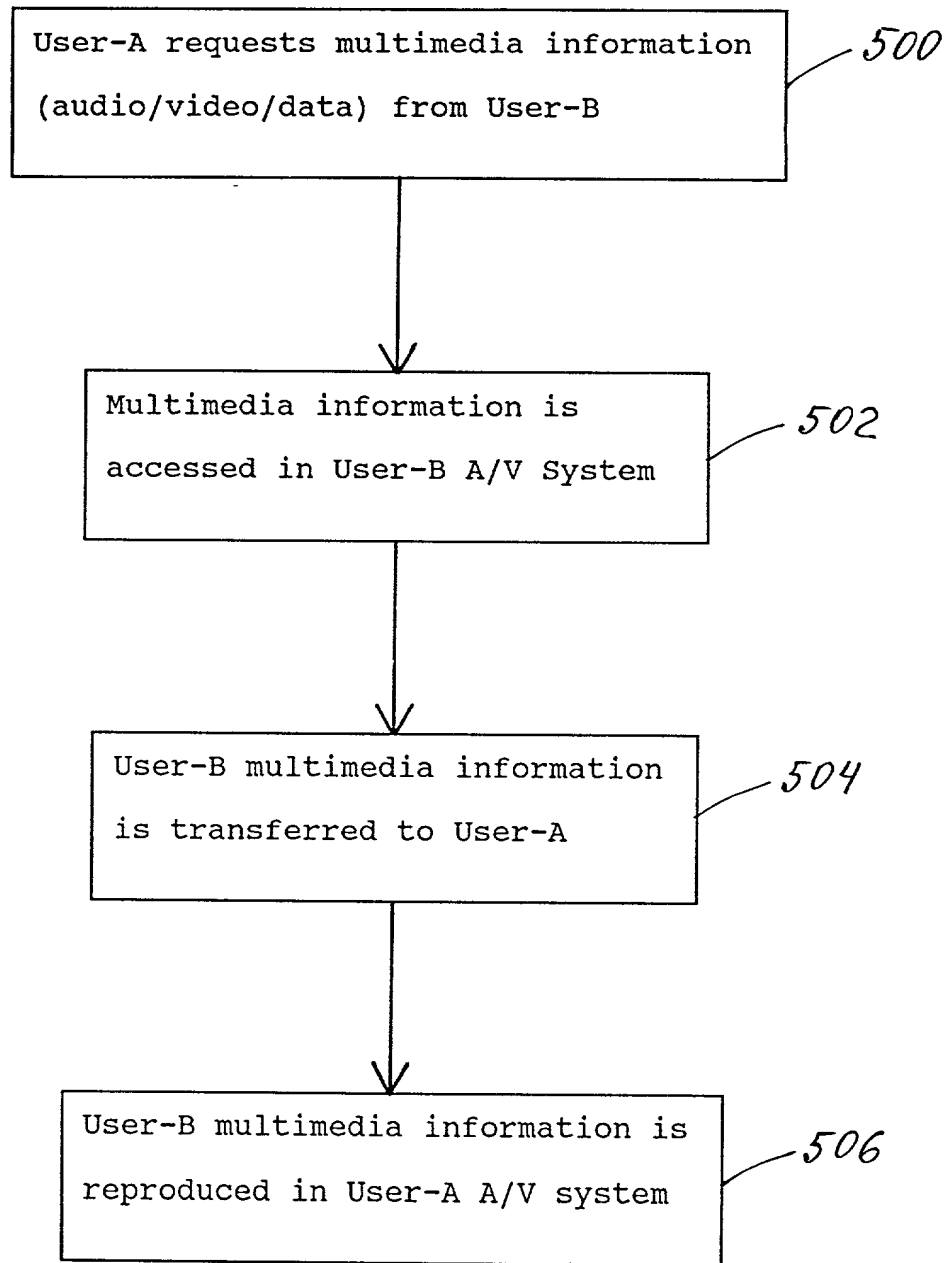 User-A requests multimedia information
500
(audio/video/data) from User-B
Multimedia information is
502
accessed in User-B A/V System
User-B multimedia information
504
is transferred to User-A
User-B multimedia information is
506
reproduced in User-A A/V system